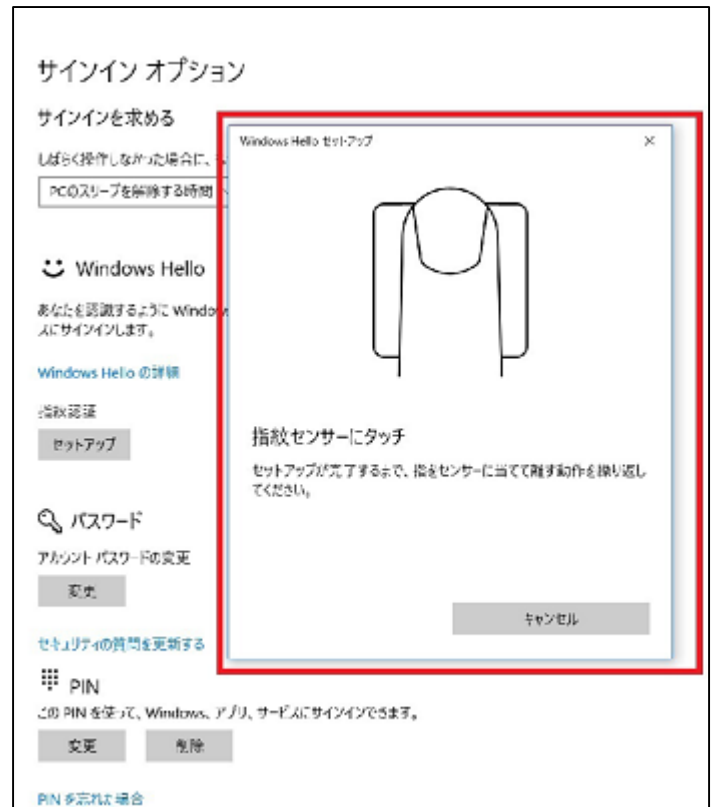 サインイン オプション
サインインを求める
しばらく操作しなかった場合に、
PCのスリープを解除する時間
Windows Hello セットアップ
Windows Hello
あなたを認識するように Windows
スにサインインします。
Windows Hello の詳細
指紋認証
セットアップ
指紋センサーにタッチ
セットアップが完了するまで、指をセンサーに当てて離す動作を繰り返し
てください。
キャンセル
パスワード
アカウント パスワードの変更
変更
セキュリティの質問を更新する
PIN
この PIN を使って、Windows、アプリ、サービスにサインインできます。
変更
削除
PIN を忘れた場合